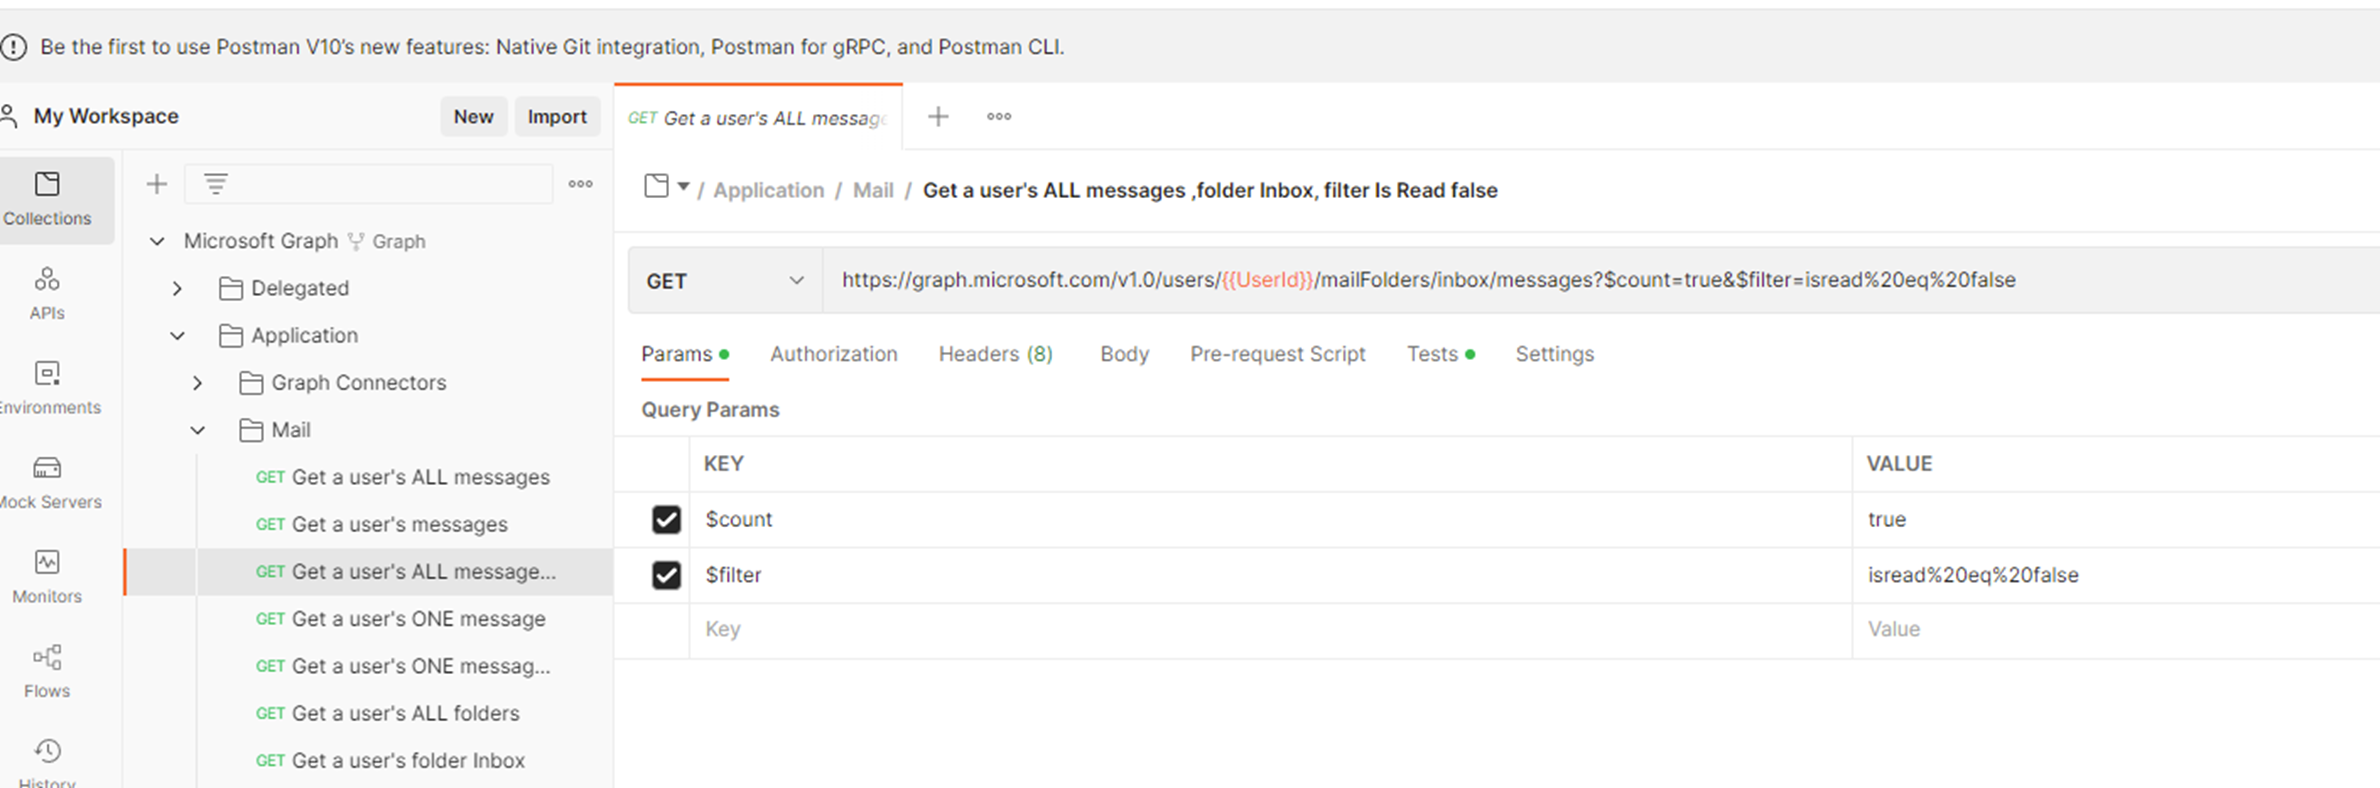 Be the first to use Postman V10's new features: Native Git integration, Postman for gRPC, and Postman CLI.
My Workspace
New
Import
Collections
APIs
Environments
Mock Servers
Monitors
Flows
History
Microsoft Graph Graph
Delegated
Application
Graph Connectors
Mail
GET Get a user's ALL messages
GET Get a user's messages
GET Get a user's ALL message...
GET Get a user's ONE message
GET Get a user's ONE messag...
GET Get a user's ALL folders
GET Get a user's folder Inbox
GET Get a user's ALL message
/ Application / Mail / Get a user's ALL messages ,folder Inbox, filter Is Read false
GET
https://graph.microsoft.com/v1.0/users/{{UserId}}/mailFolders/inbox/messages?$count=true&$filter=isread%20eq%20false
Params Authorization Headers (8) Body Pre-request Script Tests Settings
Query Params
KEY VALUE
$count true
$filter isread%20eq%20false
Key Value